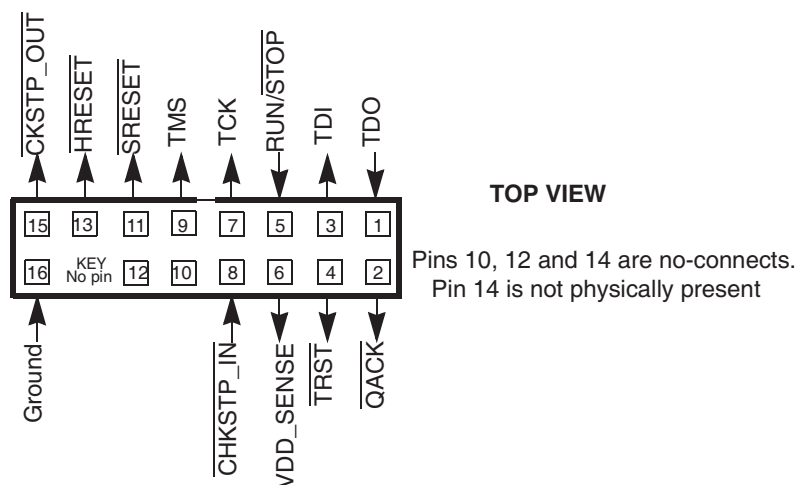 CKSTP_OUT
HRESET
SRESET
TMS
TCK
RUN/STOP
TDI
TDO
TOP VIEW
15 13 11 9 7 5 3 1
16 KEY No pin 12 10 8 6 4 2
Pins 10, 12 and 14 are no-connects.
Pin 14 is not physically present
Ground
CHKSTP_IN
VDD_SENSE
TRST
QACK